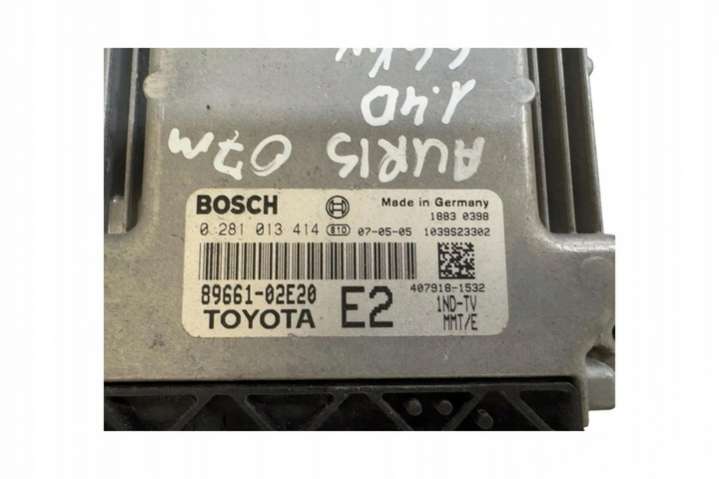 66KW
1.4D
AURIS 07m
BOSCH Made in Germany
1883 0398
0 281 013 414 810 07-05-05 1039S23302
407918-1532
89661-02E20 E2 1ND-TV
TOYOTA MMT/E